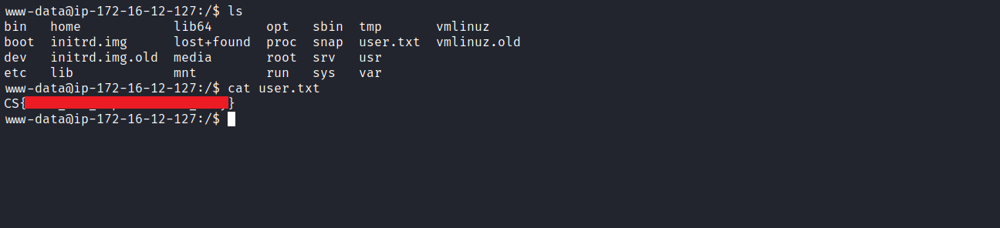 www-data@ip-172-16-12-127:/$ ls
bin   home            lib64       opt   sbin  tmp       vmlinuz
boot  initrd.img      lost+found  proc  snap  user.txt  vmlinuz.old
dev   initrd.img.old  media       root  srv   usr
etc   lib             mnt         run   sys   var
www-data@ip-172-16-12-127:/$ cat user.txt
CS{ }
www-data@ip-172-16-12-127:/$